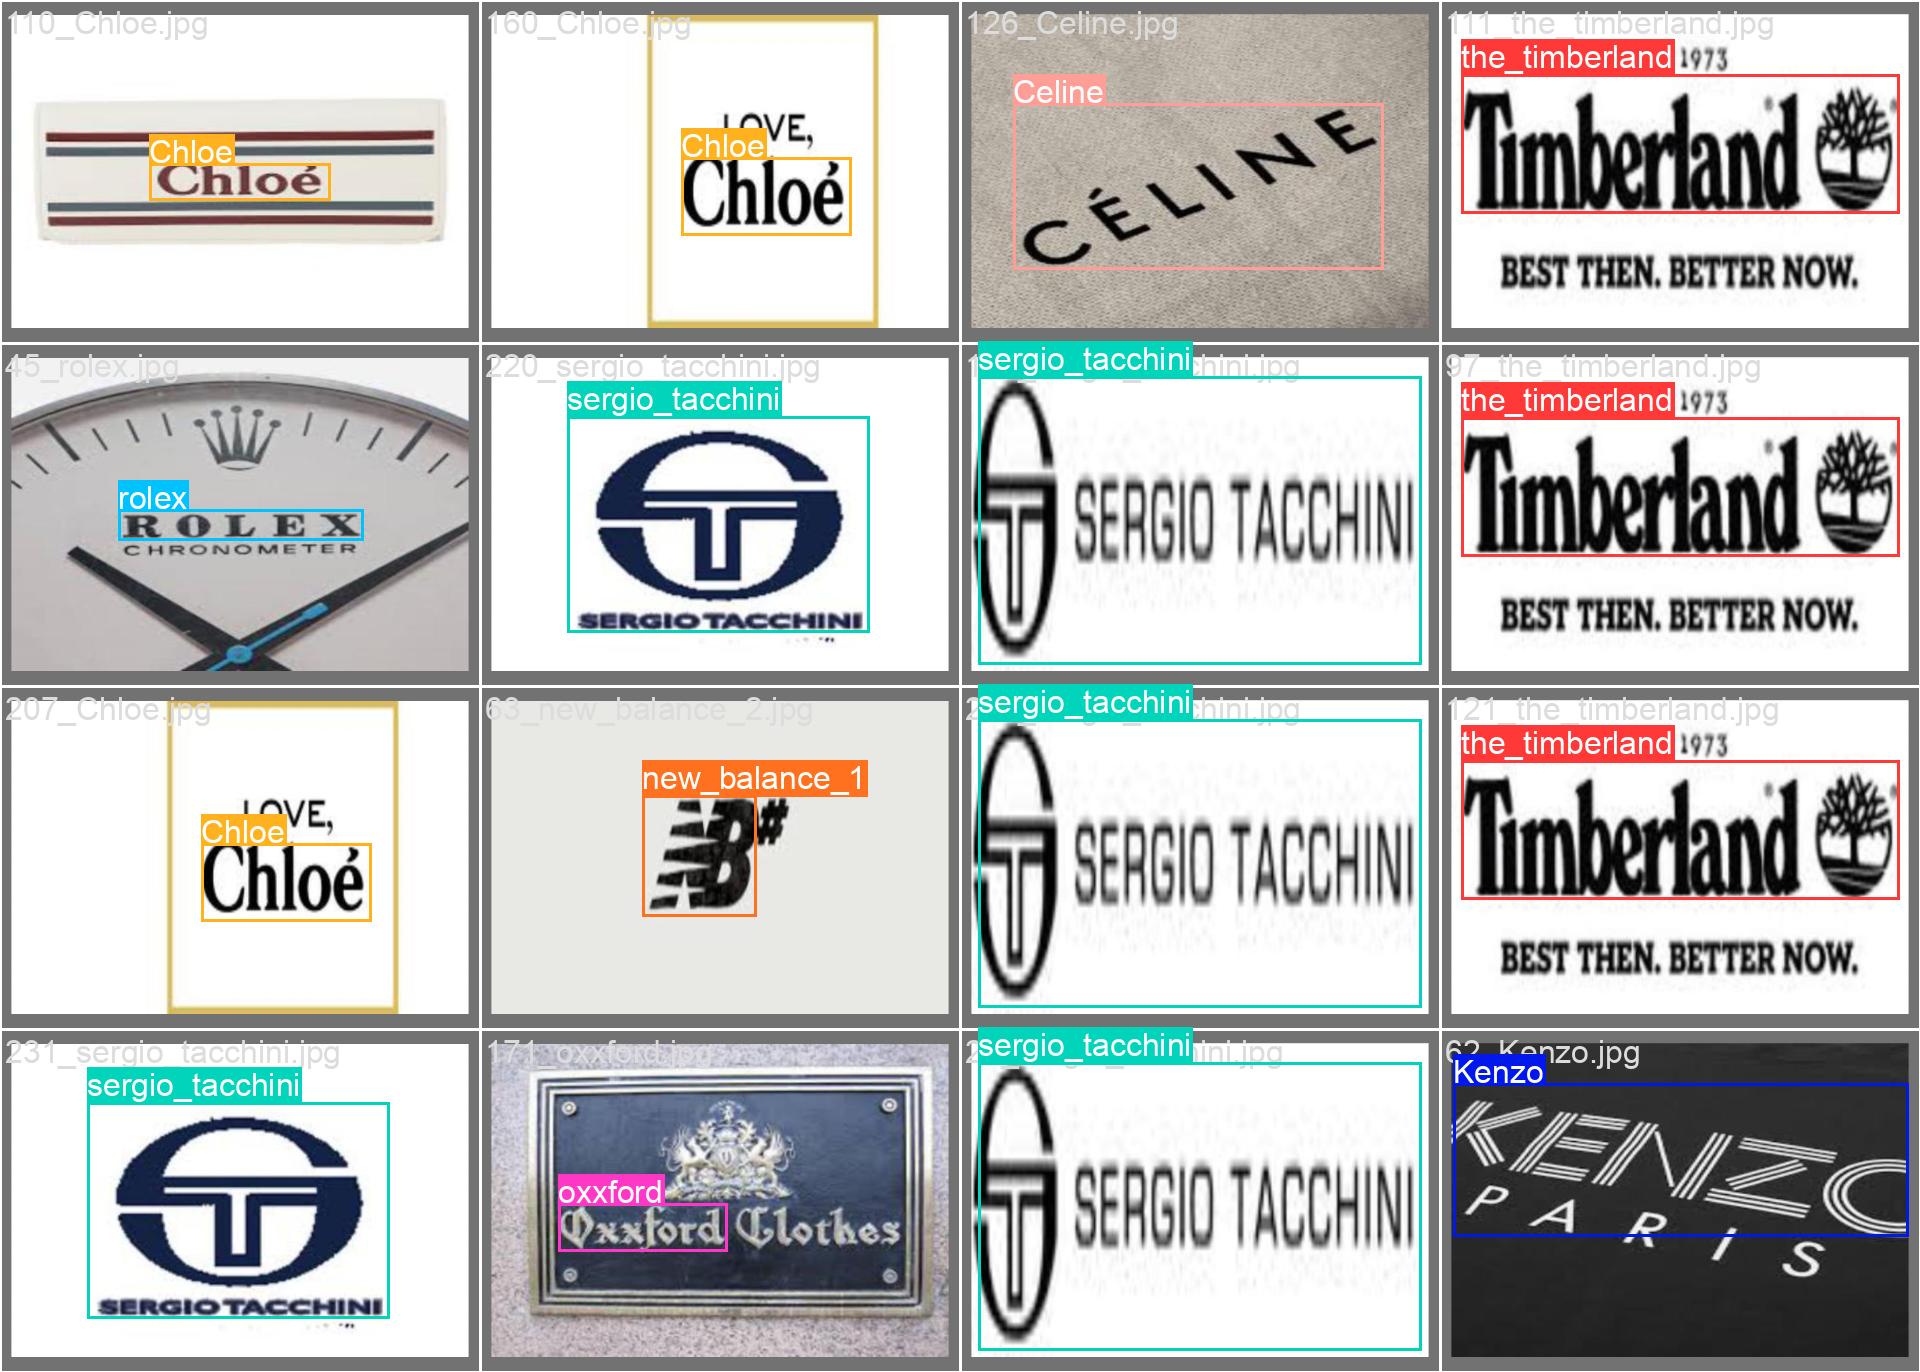 110_Chloe.jpg
Chloe
Chloé
160_Chloe.jpg
LOVE,
Chloe
Chloé
126_Celine.jpg
Celine
CÉLINE
111_the_timberland.jpg
the_timberland 1973
Timberland
BEST THEN. BETTER NOW.
45_rolex.jpg
rolex
ROLEX
CHRONOMETER
220_sergio_tacchini.jpg
sergio_tacchini
SERGIO TACCHINI
sergio_tacchini
SERGIO TACCHINI
97_the_timberland.jpg
the_timberland 1973
Timberland
BEST THEN. BETTER NOW.
207_Chloe.jpg
LOVE,
Chloe
Chloé
63_new_balance_2.jpg
new_balance_1
NB#
sergio_tacchini
SERGIO TACCHINI
121_the_timberland.jpg
the_timberland 1973
Timberland
BEST THEN. BETTER NOW.
231_sergio_tacchini.jpg
sergio_tacchini
SERGIO TACCHINI
171_oxxford.jpg
oxxford
Oxxford Clothes
sergio_tacchini
SERGIO TACCHINI
62_Kenzo.jpg
Kenzo
KENZO
PARIS